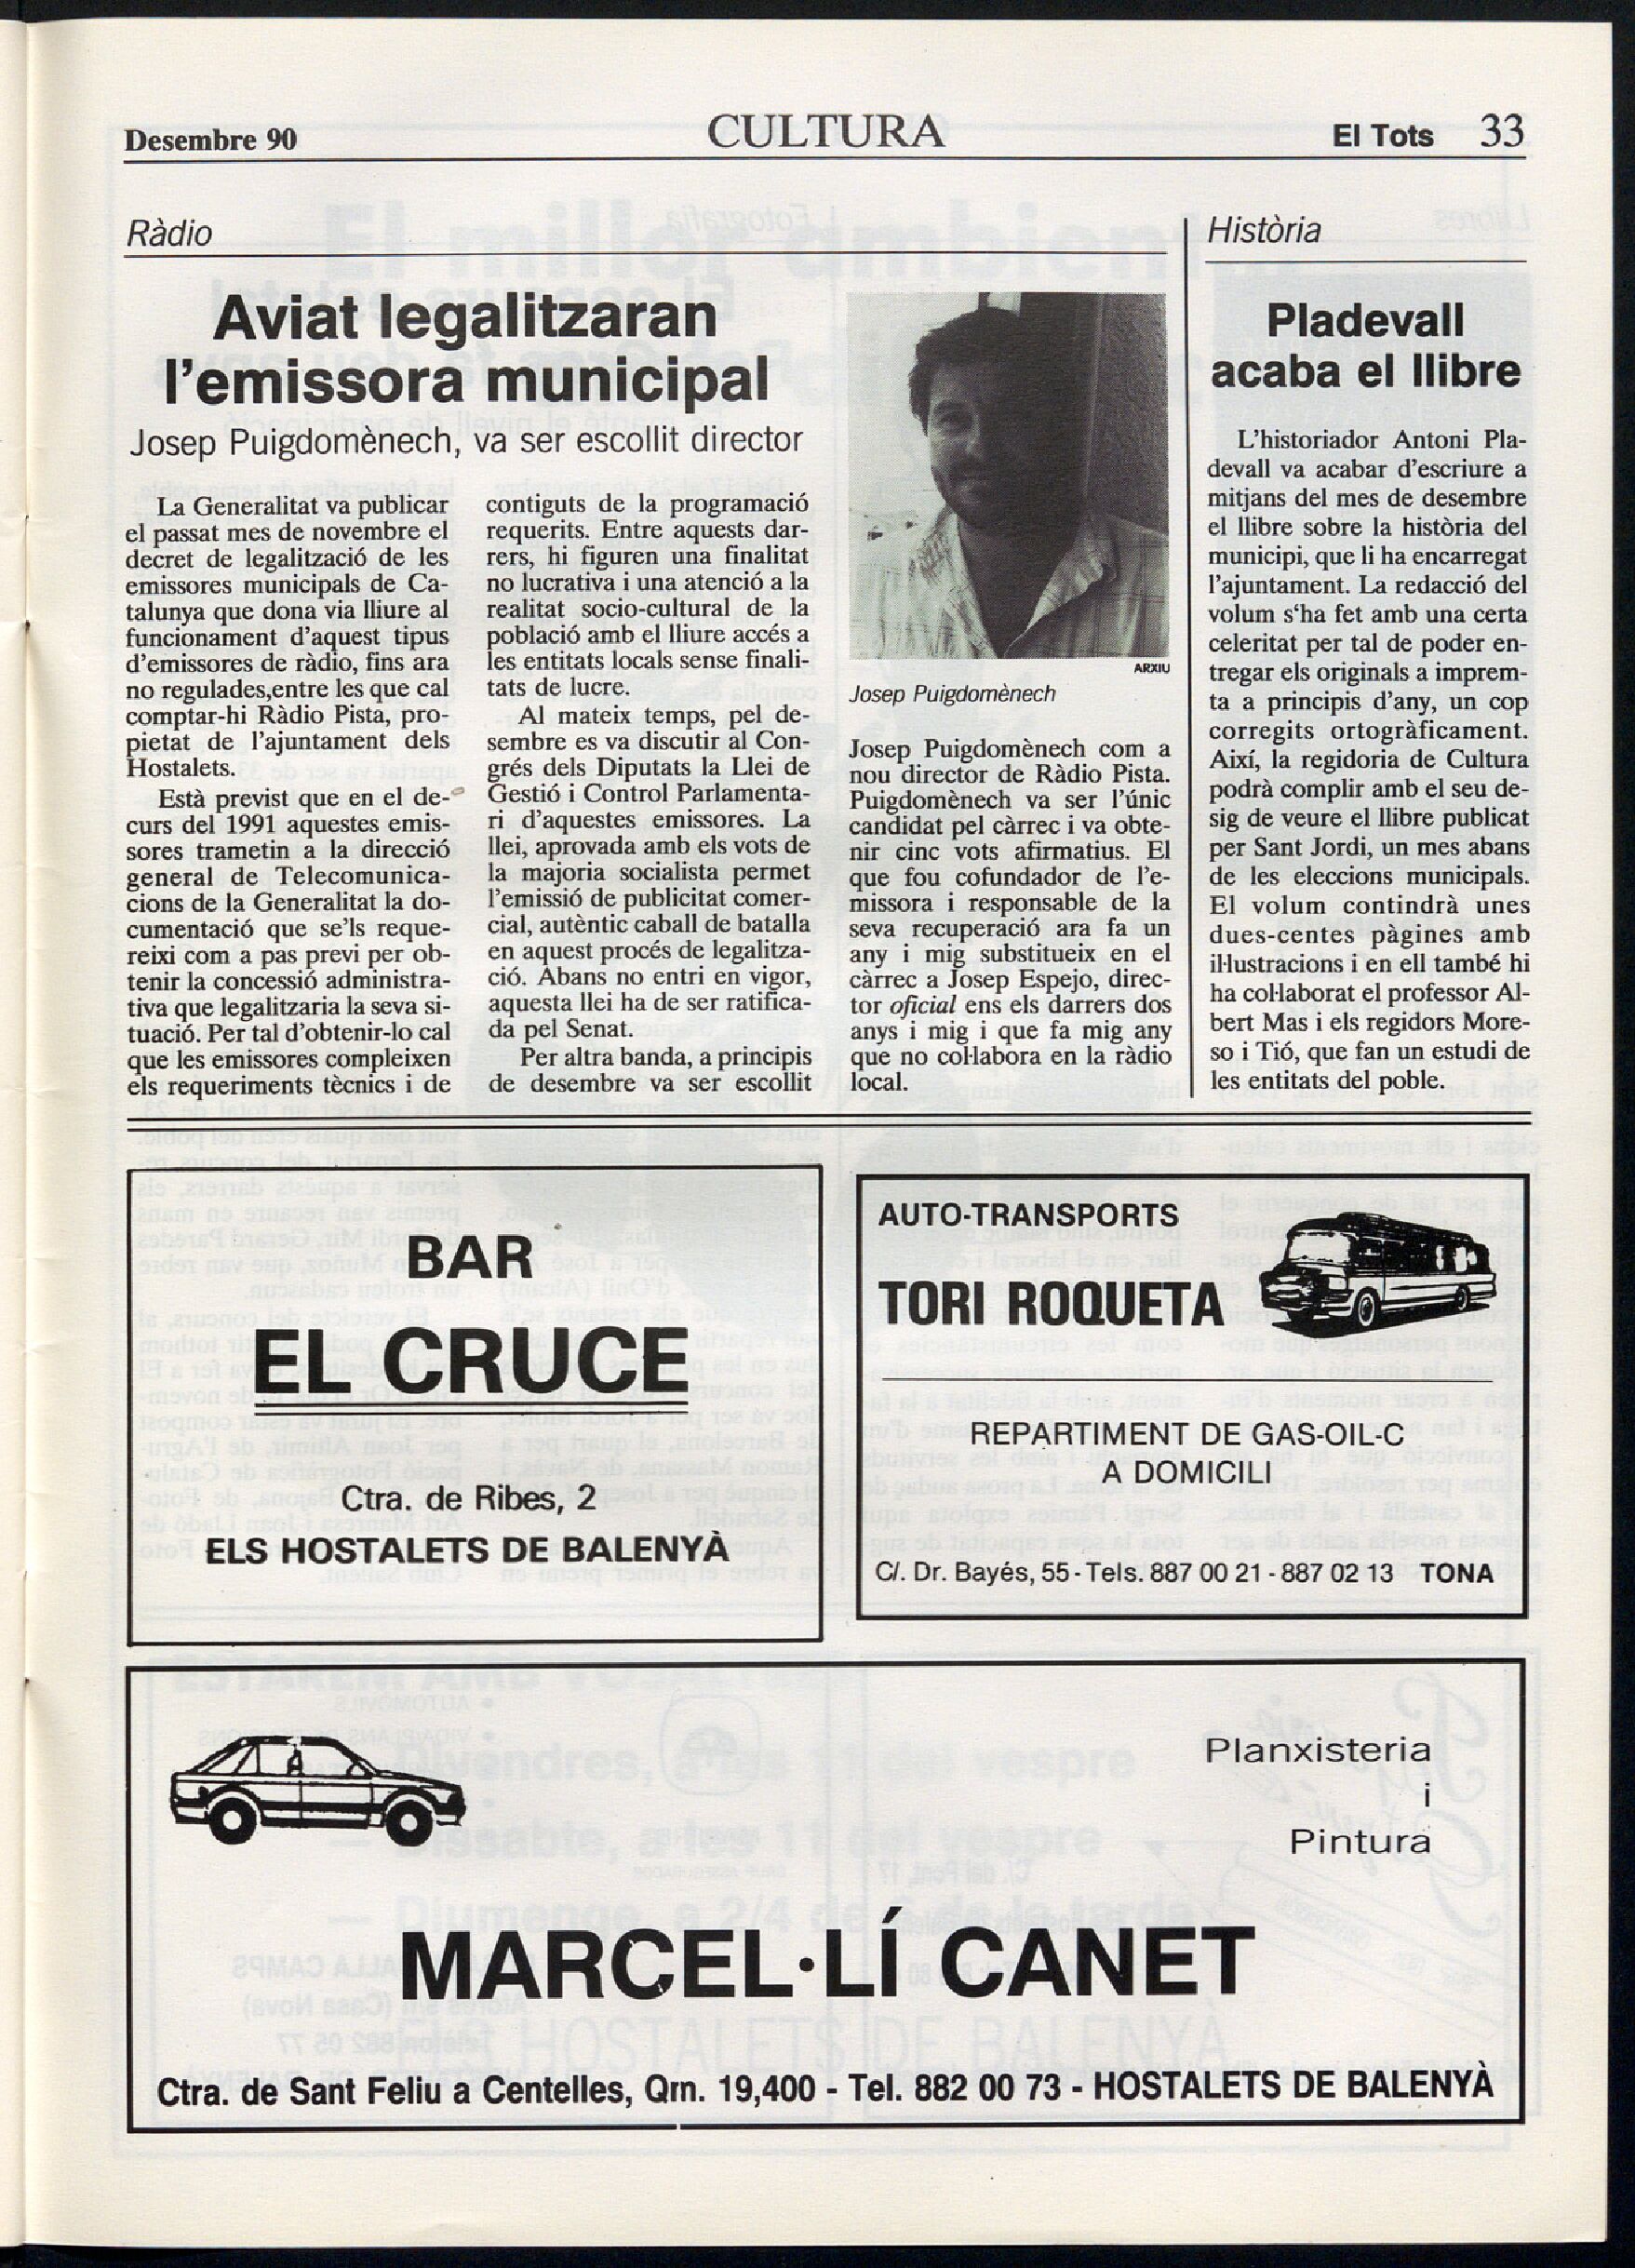 Desembre 90
CULTURA
El Tots 33
Ràdio
Aviat legalitzaran
l'emissora municipal
Josep Puigdomènech, va ser escollit director
La Generalitat va publicar
el passat mes de novembre el
decret de legalització de les
emissores municipals de Ca-
talunya que dona via lliure al
funcionament d'aquest tipus
d'emissores de ràdio, fins ara
no regulades,entre les que cal
comptar-hi Ràdio Pista, pro-
pietat de l'ajuntament dels
Hostalets.
Està previst que en el de-
curs del 1991 aquestes emis-
sores trametin a la direcció
general de Telecomunica-
cions de la Generalitat la do-
cumentació que se'ls reque-
reixi com a pas previ per ob-
tenir la concessió administra-
tiva que legalitzaria la seva si-
tuació. Per tal d'obtenir-lo cal
que les emissores compleixen
els requeriments tècnics i de
contiguts de la programació
requerits. Entre aquests dar-
rers, hi figuren una finalitat
no lucrativa i una atenció a la
realitat socio-cultural de la
població amb el lliure accés a
les entitats locals sense finali-
tats de lucre.
Al mateix temps, pel de-
sembre es va discutir al Con-
grés dels Diputats la Llei de
Gestió i Control Parlamenta-
ri d'aquestes emissores. La
llei, aprovada amb els vots de
la majoria socialista permet
l'emissió de publicitat comer-
cial, autèntic caball de batalla
en aquest procés de legalitza-
ció. Abans no entri en vigor,
aquesta llei ha de ser ratifica-
da pel Senat.
Per altra banda, a principis
de desembre va ser escollit
ARXIU
Josep Puigdomènech
Josep Puigdomènech com a
nou director de Ràdio Pista.
Puigdomènech va ser l'únic
candidat pel càrrec i va obte-
nir cinc vots afirmatius. El
que fou cofundador de l'e-
missora i responsable de la
seva recuperació ara fa un
any i mig substitueix en el
càrrec a Josep Espejo, direc-
tor oficial ens els darrers dos
anys i mig i que fa mig any
que no col·labora en la ràdio
local.
Història
Pladevall
acaba el llibre
L'historiador Antoni Pla-
devall va acabar d'escriure a
mitjans del mes de desembre
el llibre sobre la història del
municipi, que li ha encarregat
l'ajuntament. La redacció del
volum s'ha fet amb una certa
celeritat per tal de poder en-
tregar els originals a imprem-
ta a principis d'any, un cop
corregits ortogràficament.
Així, la regidoria de Cultura
podrà complir amb el seu de-
sig de veure el llibre publicat
per Sant Jordi, un mes abans
de les eleccions municipals.
El volum contindrà unes
dues-centes pàgines amb
il·lustracions i en ell també hi
ha col·laborat el professor Al-
bert Mas i els regidors More-
so i Tió, que fan un estudi de
les entitats del poble.
BAR
EL CRUCE
Ctra. de Ribes, 2
ELS HOSTALETS DE BALENYÀ
AUTO-TRANSPORTS
TORI ROQUETA
REPARTIMENT DE GAS-OIL-C
A DOMICILI
C/. Dr. Bayés, 55 - Tels. 887 00 21 - 887 02 13 TONA
Planxisteria
i
Pintura
MARCEL·LÍ CANET
Ctra. de Sant Feliu a Centelles, Qm. 19,400 - Tel. 882 00 73 - HOSTALETS DE BALENYÀ